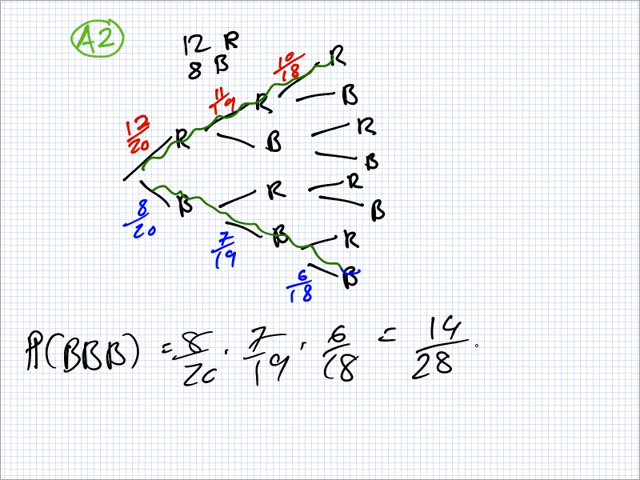 A2
12 R
8 B
12/20 R 11/19 R 10/18 R
B
B R
B
8/20 B R R
B
7/19 B R
6/18 B
P(BBB) = 8/20 · 7/19 · 6/18 = 14/28